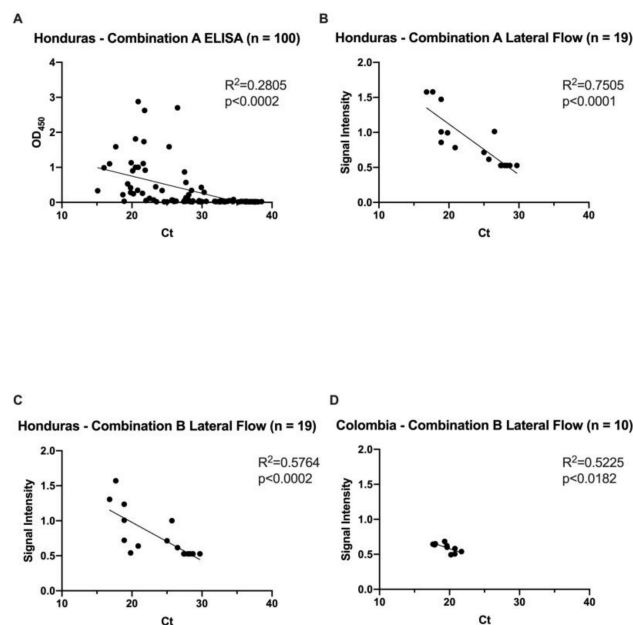 A
Honduras - Combination A ELISA (n = 100)
R²=0.2805
p<0.0002
OD450
4
3
2
1
0
10 20 30 40
Ct
B
Honduras - Combination A Lateral Flow (n = 19)
R²=0.7505
p<0.0001
Signal Intensity
2.0
1.5
1.0
0.5
0.0
10 20 30 40
Ct
C
Honduras - Combination B Lateral Flow (n = 19)
R²=0.5764
p<0.0002
Signal Intensity
2.0
1.5
1.0
0.5
0.0
10 20 30 40
Ct
D
Colombia - Combination B Lateral Flow (n = 10)
R²=0.5225
p<0.0182
Signal Intensity
2.0
1.5
1.0
0.5
0.0
10 20 30 40
Ct